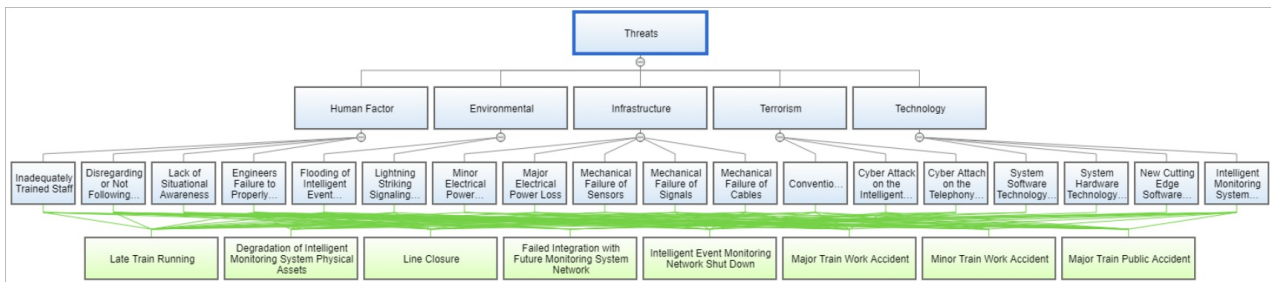 Threats
Human Factor
Environmental
Infrastructure
Terrorism
Technology
Inadequately
Trained Staff
Disregarding
or Not
Following...
Lack of
Situational
Awareness
Engineers
Failure to
Properly...
Flooding of
Intelligent
Event...
Lightning
Striking
Signaling...
Minor
Electrical
Power...
Major
Electrical
Power Loss
Mechanical
Failure of
Sensors
Mechanical
Failure of
Signals
Mechanical
Failure of
Cables
Conventio...
Cyber Attack
on the
Intelligent...
Cyber Attach
on the
Telephony...
System
Software
Technology...
System
Hardware
Technology...
New Cutting
Edge
Software...
Intelligent
Monitoring
System...
Late Train Running
Degradation of Intelligent
Monitoring System Physical
Assets
Line Closure
Failed Integration with
Future Monitoring System
Network
Intelligent Event Monitoring
Network Shut Down
Major Train Work Accident
Minor Train Work Accident
Major Train Public Accident